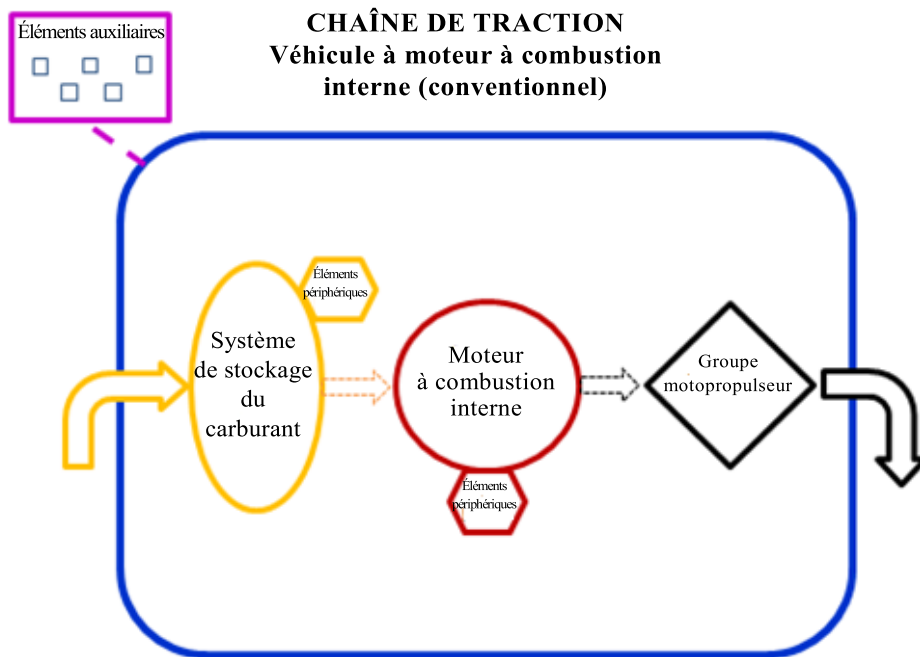 CHAÎNE DE TRACTION
Véhicule à moteur à combustion
interne (conventionnel)
Éléments auxiliaires
Éléments
périphériques
Système
de stockage
du
carburant
Moteur
à combustion
interne
Éléments
périphériques
Groupe
motopropulseur